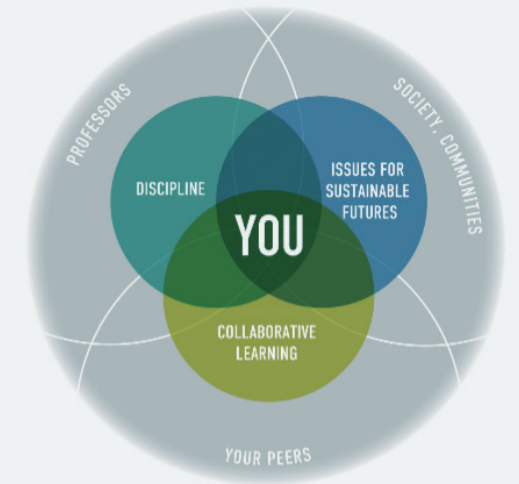 PROFESSORS
SOCIETY, COMMUNITIES
DISCIPLINE
ISSUES FOR
SUSTAINABLE
FUTURES
YOU
COLLABORATIVE
LEARNING
YOUR PEERS